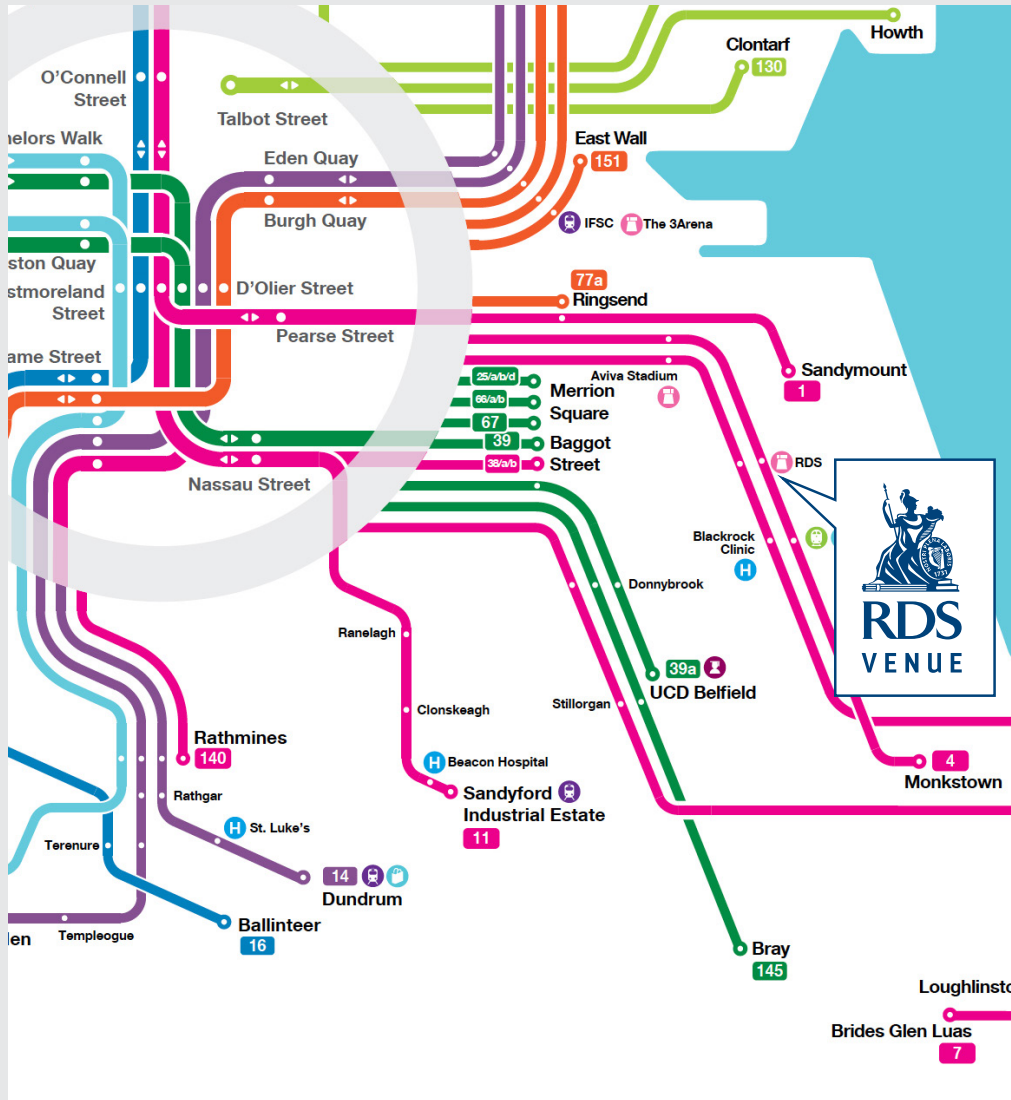 Howth
Clontarf
130
O'Connell
Street
Talbot Street
helors Walk
East Wall
151
Eden Quay
Burgh Quay
IFSC
The 3Arena
ston Quay
77a
Ringsend
stmoreland
Street
D'Olier Street
Pearse Street
ame Street
Sandymount
1
25/a/b/d
66/a/b
67
Merrion
Square
Aviva Stadium
39
38/a/b
Baggot
Street
RDS
Nassau Street
Blackrock
Clinic
H
Donnybrook
1731
RDS
VENUE
Ranelagh
39a
UCD Belfield
Stillorgan
Clonskeagh
Rathmines
140
H Beacon Hospital
4
Monkstown
Sandyford
Industrial Estate
11
Rathgar
H St. Luke's
Terenure
14
Dundrum
Ballinteer
16
len
Templeogue
Bray
145
Loughlinsto
Brides Glen Luas
7